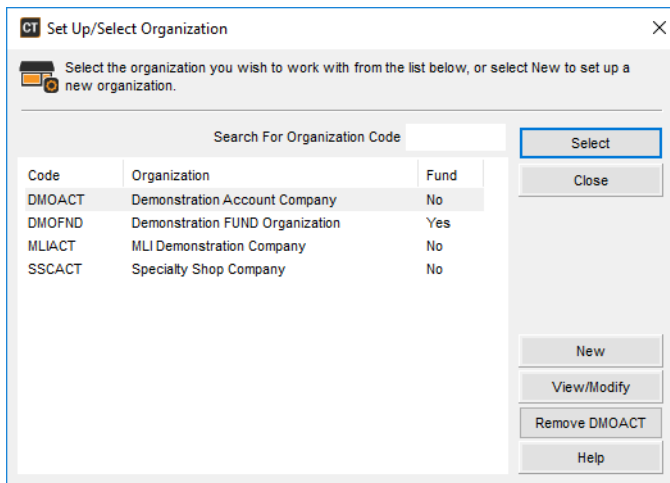 CT Set Up/Select Organization
Select the organization you wish to work with from the list below, or select New to set up a
new organization.
Search For Organization Code
Select
Code Organization Fund
Close
DMOACT Demonstration Account Company No
DMOFND Demonstration FUND Organization Yes
MLIACT MLI Demonstration Company No
SSCACT Specialty Shop Company No
New
View/Modify
Remove DMOACT
Help